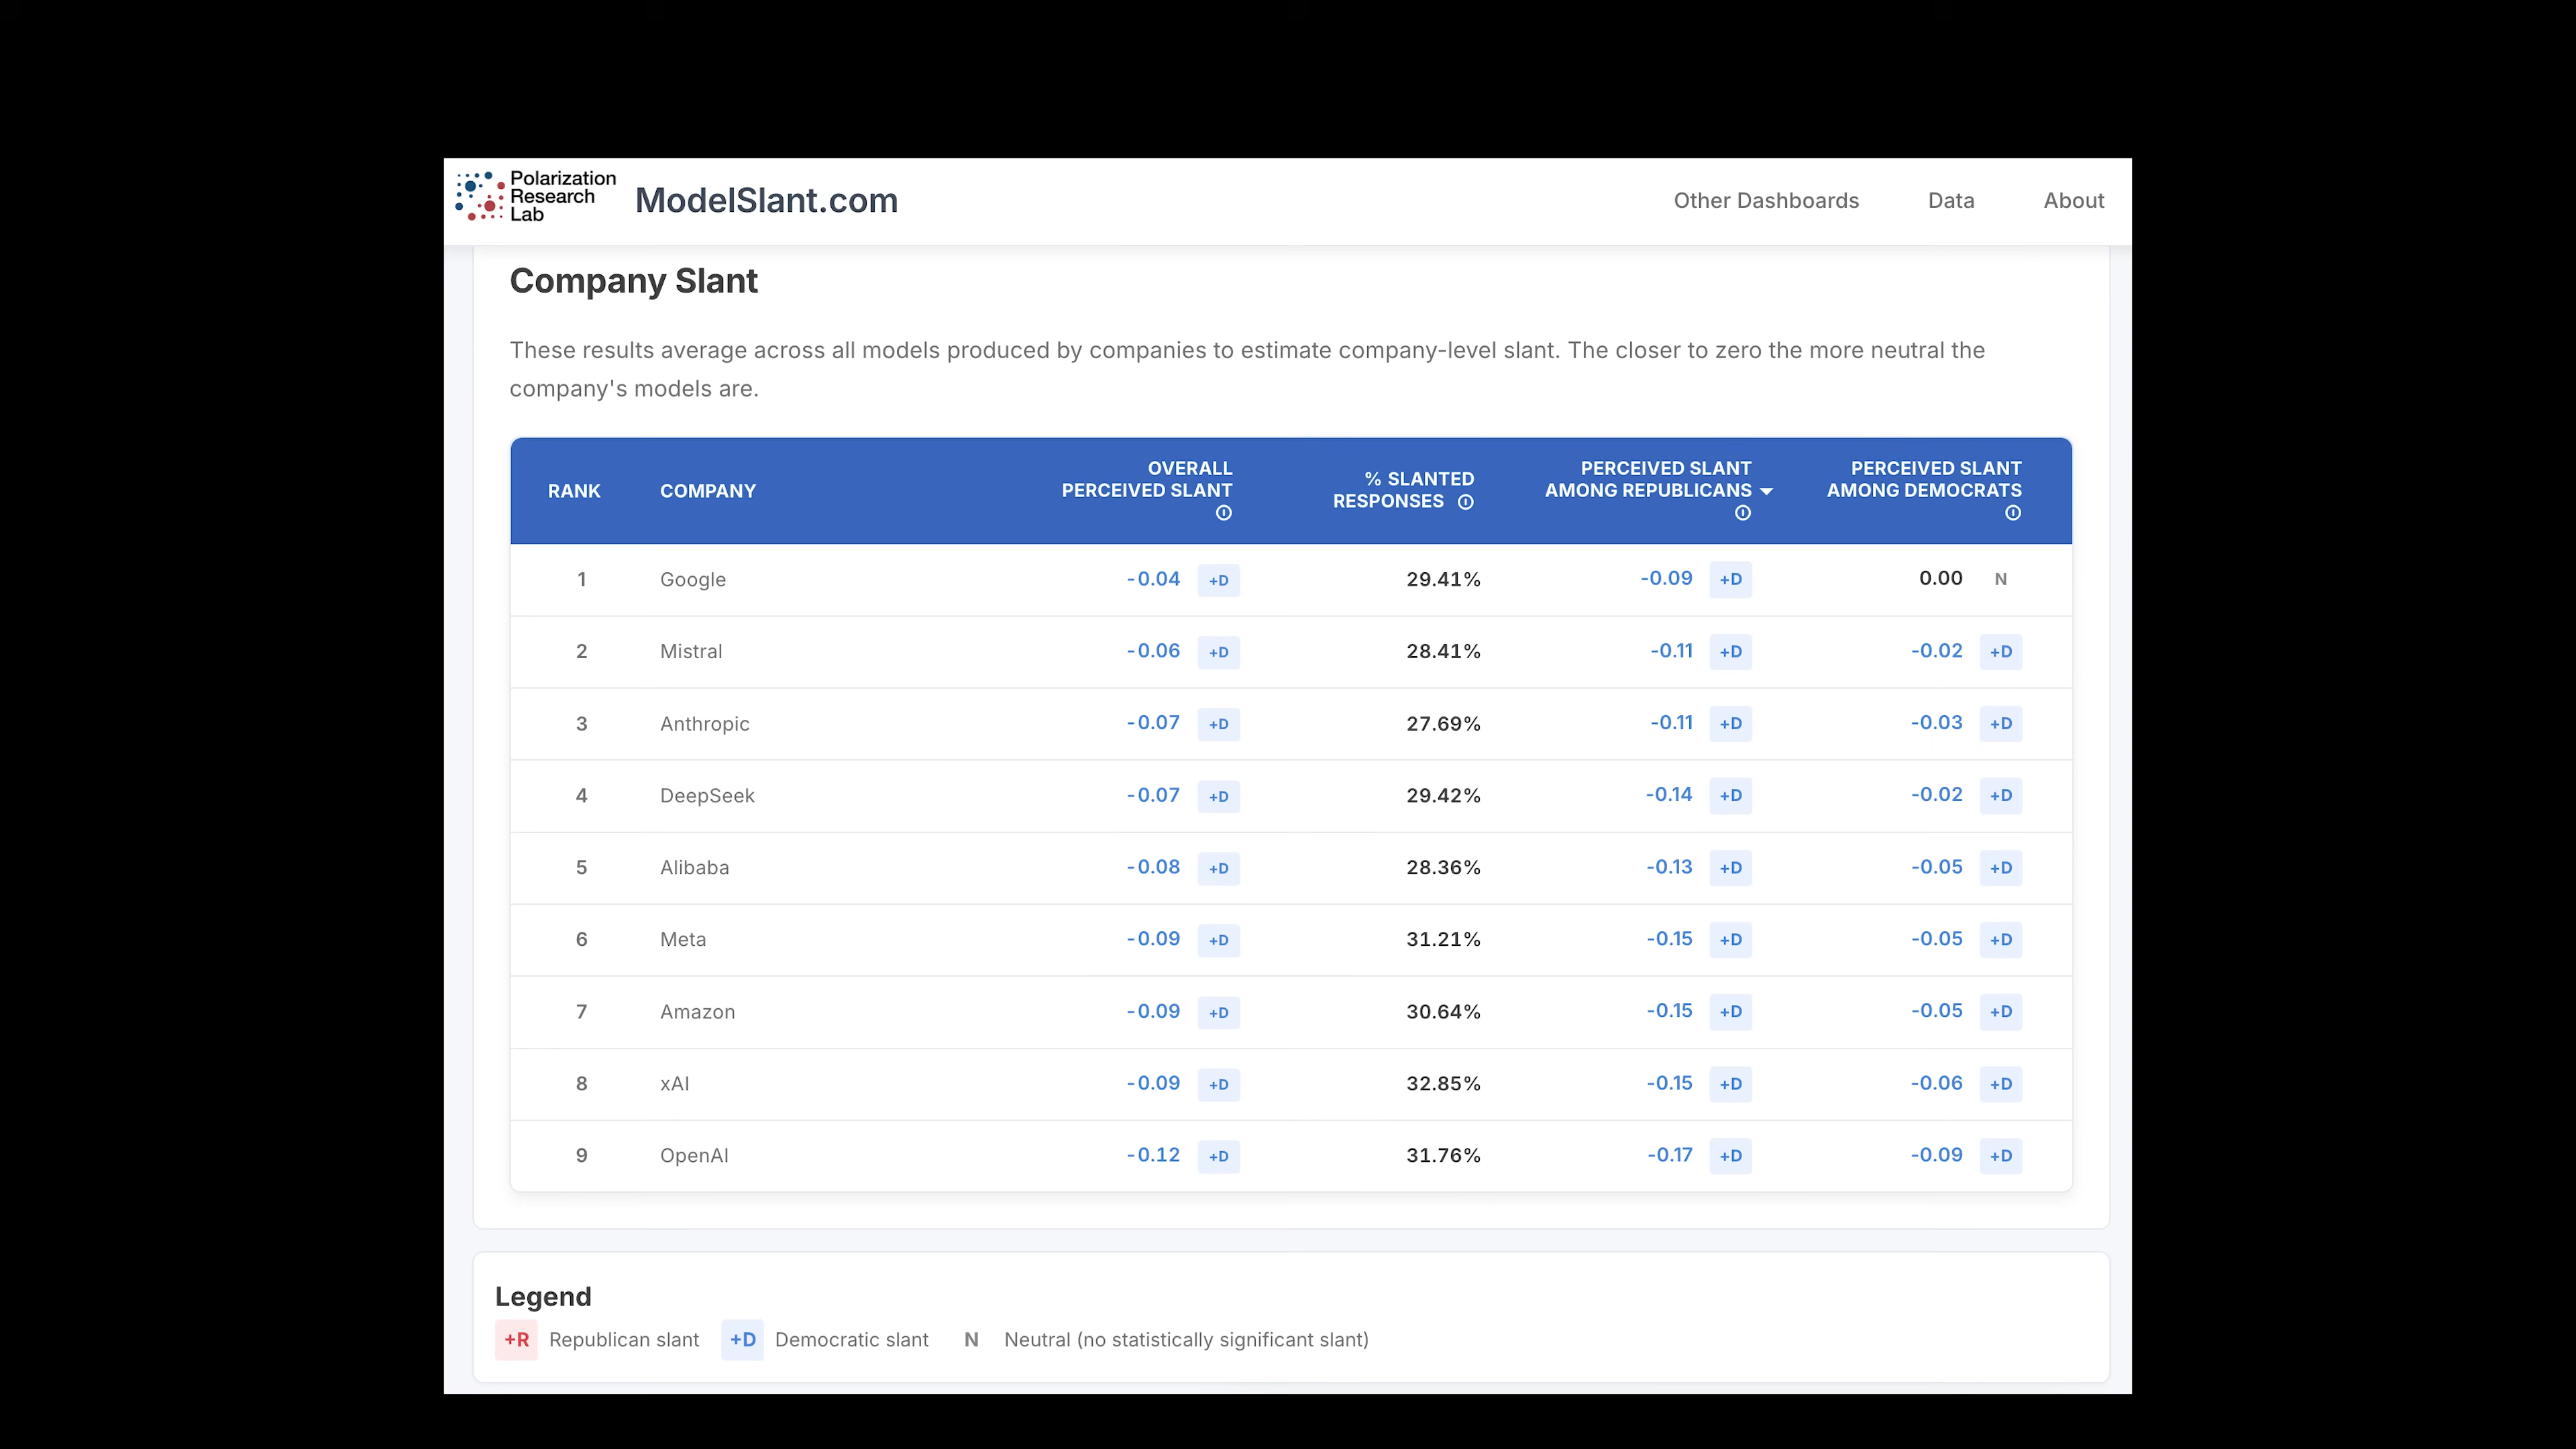 Polarization
Research
Lab
ModelSlant.com
Other Dashboards
Data
About
Company Slant
These results average across all models produced by companies to estimate company-level slant. The closer to zero the more neutral the
company's models are.
RANK COMPANY OVERALL PERCEIVED SLANT % SLANTED RESPONSES PERCEIVED SLANT AMONG REPUBLICANS PERCEIVED SLANT AMONG DEMOCRATS
1 Google -0.04 +D 29.41% -0.09 +D 0.00 N
2 Mistral -0.06 +D 28.41% -0.11 +D -0.02 +D
3 Anthropic -0.07 +D 27.69% -0.11 +D -0.03 +D
4 DeepSeek -0.07 +D 29.42% -0.14 +D -0.02 +D
5 Alibaba -0.08 +D 28.36% -0.13 +D -0.05 +D
6 Meta -0.09 +D 31.21% -0.15 +D -0.05 +D
7 Amazon -0.09 +D 30.64% -0.15 +D -0.05 +D
8 xAI -0.09 +D 32.85% -0.15 +D -0.06 +D
9 OpenAI -0.12 +D 31.76% -0.17 +D -0.09 +D
Legend
+R Republican slant +D Democratic slant N Neutral (no statistically significant slant)